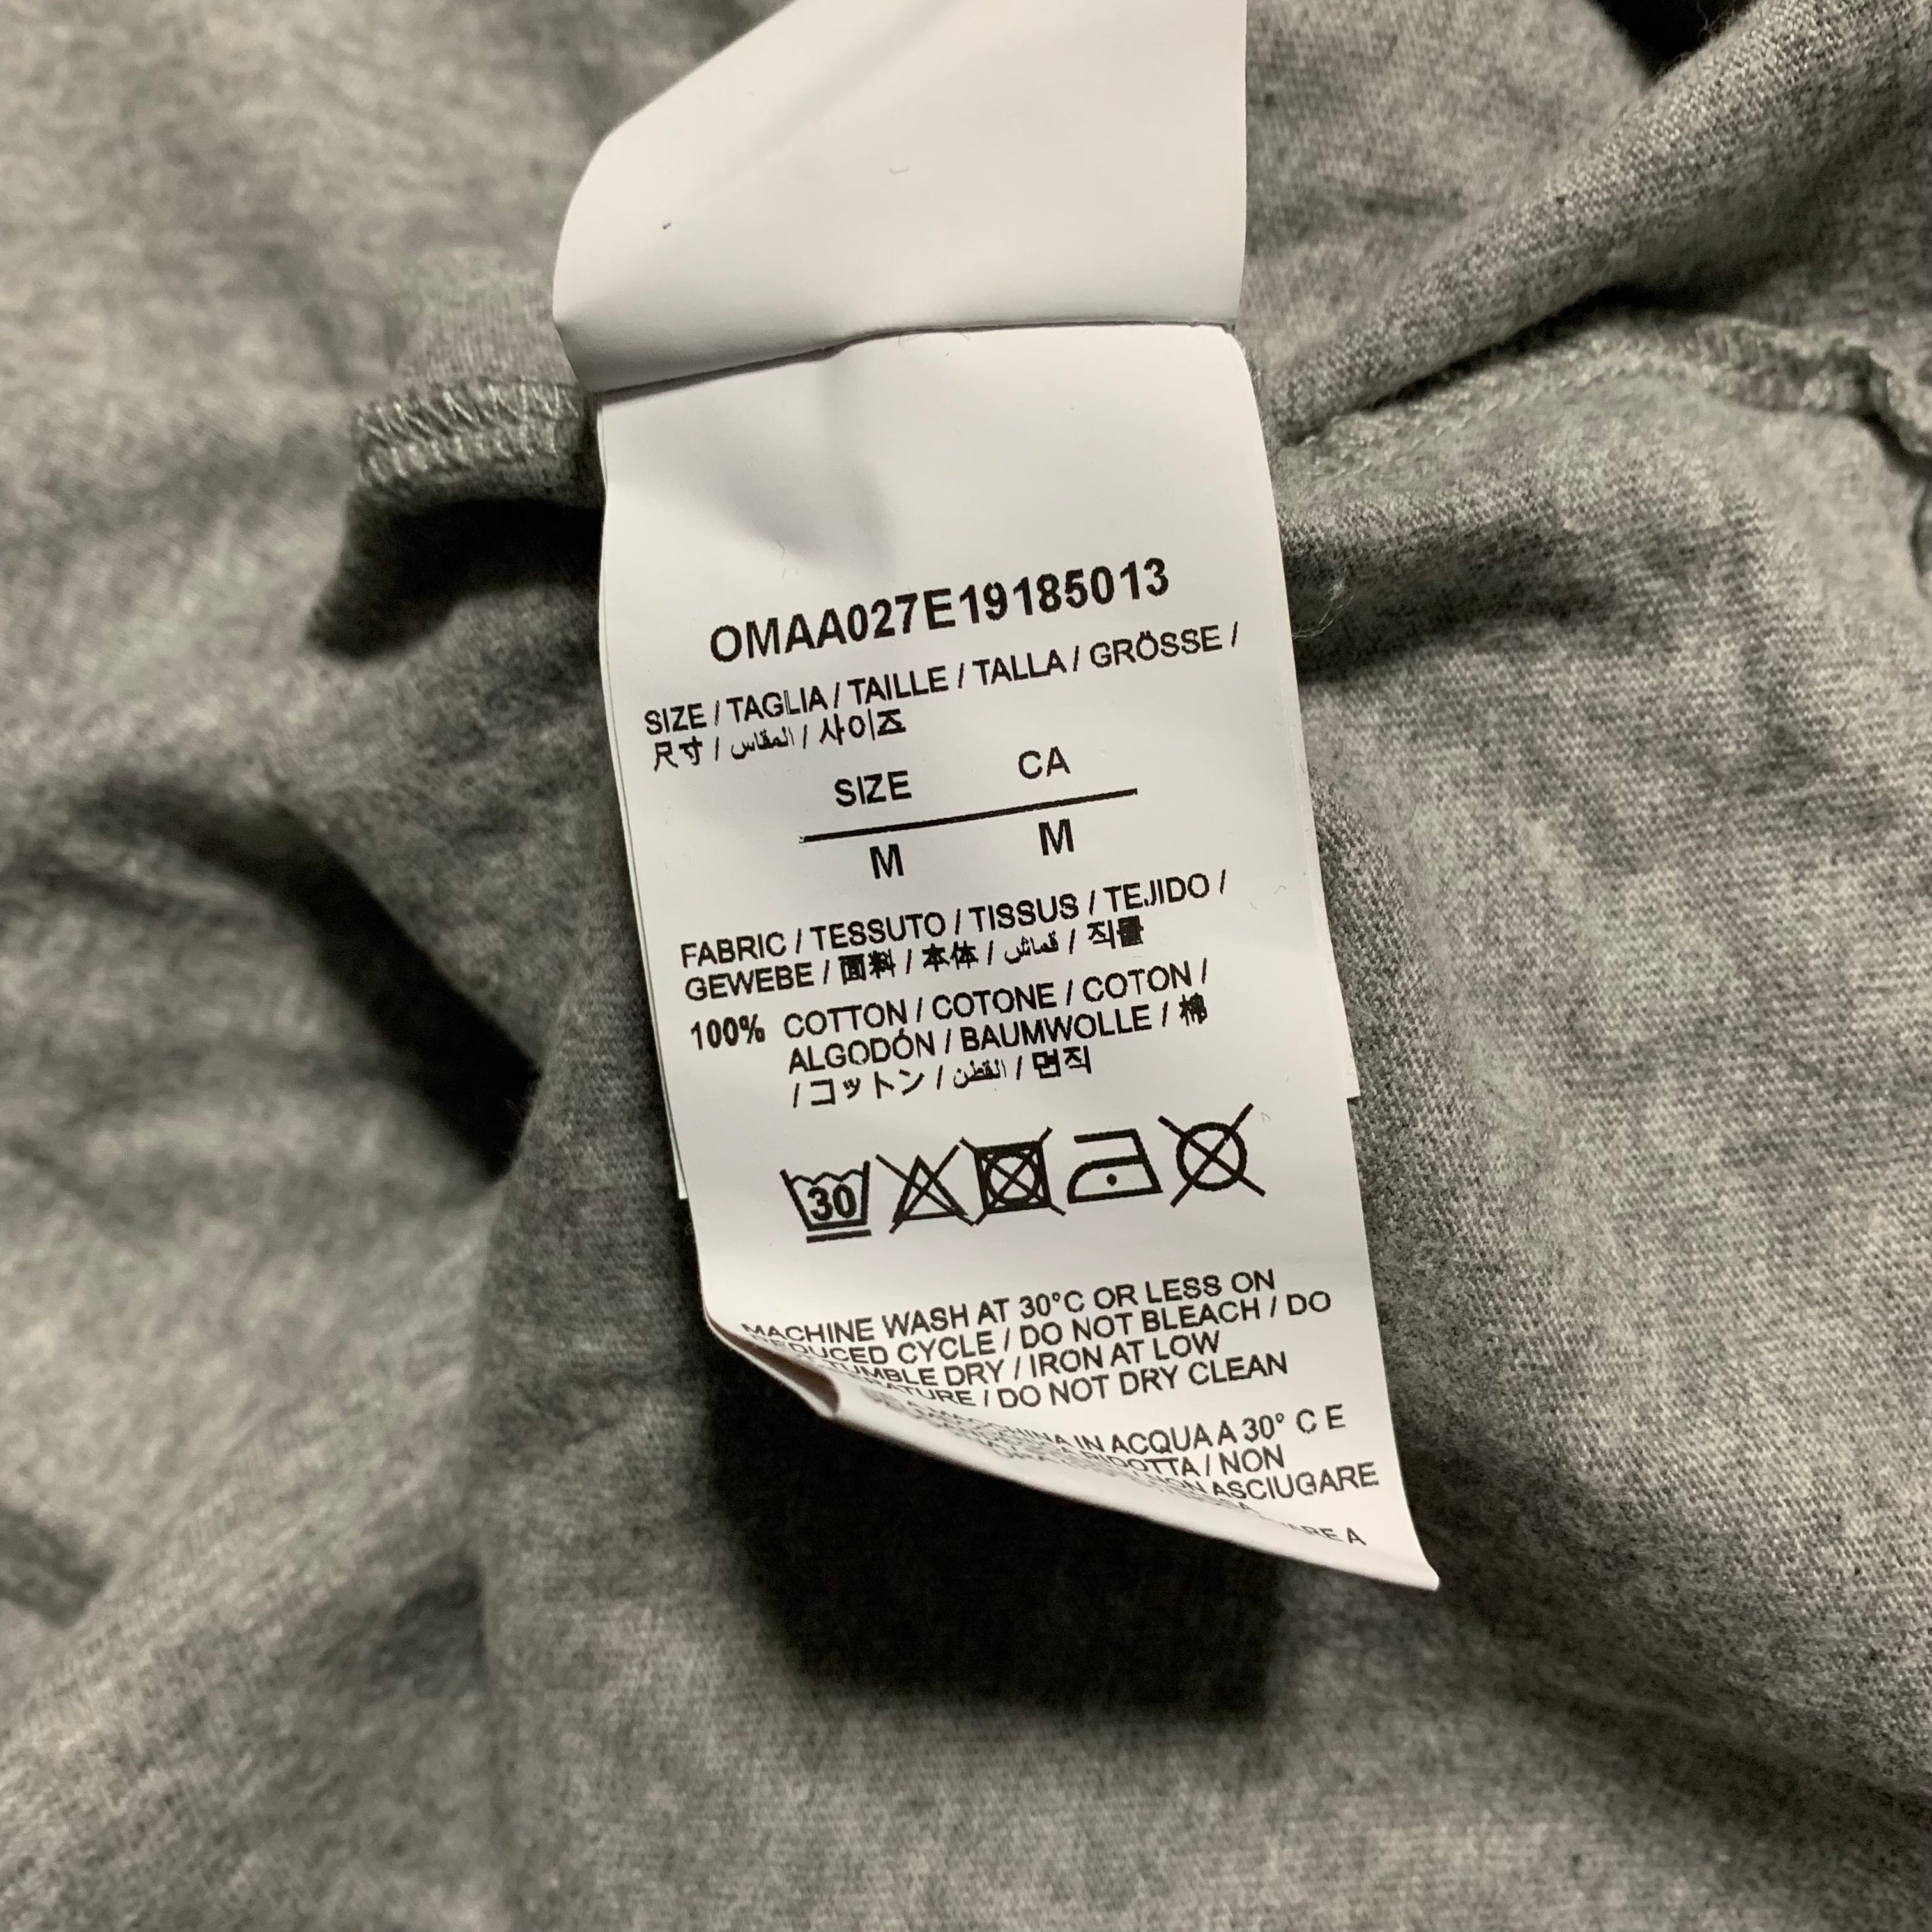 OMAA027E19185013
SIZE / TAGLIA / TAILLE / TALLA / GRÖSSE /
尺寸 / المقاس / 사이즈
SIZE CA
M M
FABRIC / TESSUTO / TISSUS / TEJIDO /
GEWEBE / 面料 / 本体 / قماش / 직물
100% COTTON / COTONE / COTON /
ALGODÓN / BAUMWOLLE / 棉
/ コットン / القطن / 면직
30
MACHINE WASH AT 30°C OR LESS ON
REDUCED CYCLE / DO NOT BLEACH / DO
TUMBLE DRY / IRON AT LOW
/ DO NOT DRY CLEAN
A MACCHINA IN ACQUA A 30° C E
RIDOTTA / NON
NON ASCIUGARE
A